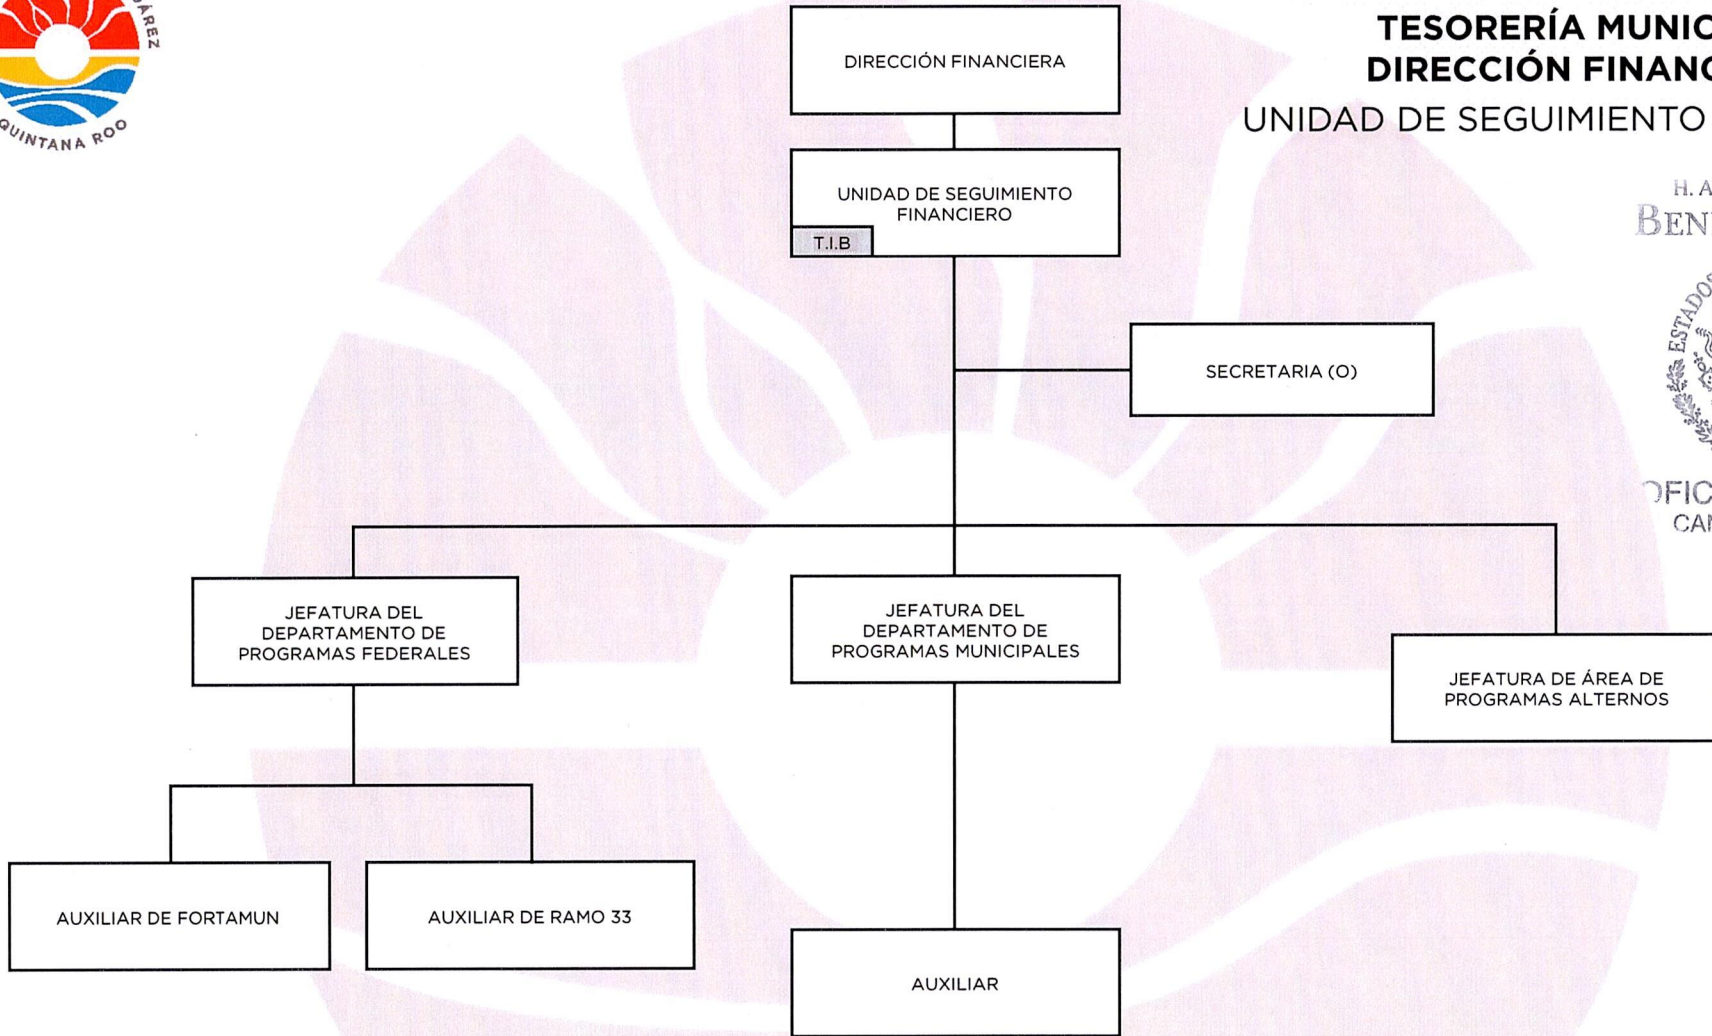 QUINTANA ROO
TESORERÍA MUNIC
DIRECCIÓN FINANC
UNIDAD DE SEGUIMIENTO
H. A
BEN
ESTADOS
OFIC
CAN
DIRECCIÓN FINANCIERA
UNIDAD DE SEGUIMIENTO
FINANCIERO
T.I.B
SECRETARIA (O)
JEFATURA DEL
DEPARTAMENTO DE
PROGRAMAS FEDERALES
JEFATURA DEL
DEPARTAMENTO DE
PROGRAMAS MUNICIPALES
JEFATURA DE ÁREA DE
PROGRAMAS ALTERNOS
AUXILIAR DE FORTAMUN
AUXILIAR DE RAMO 33
AUXILIAR